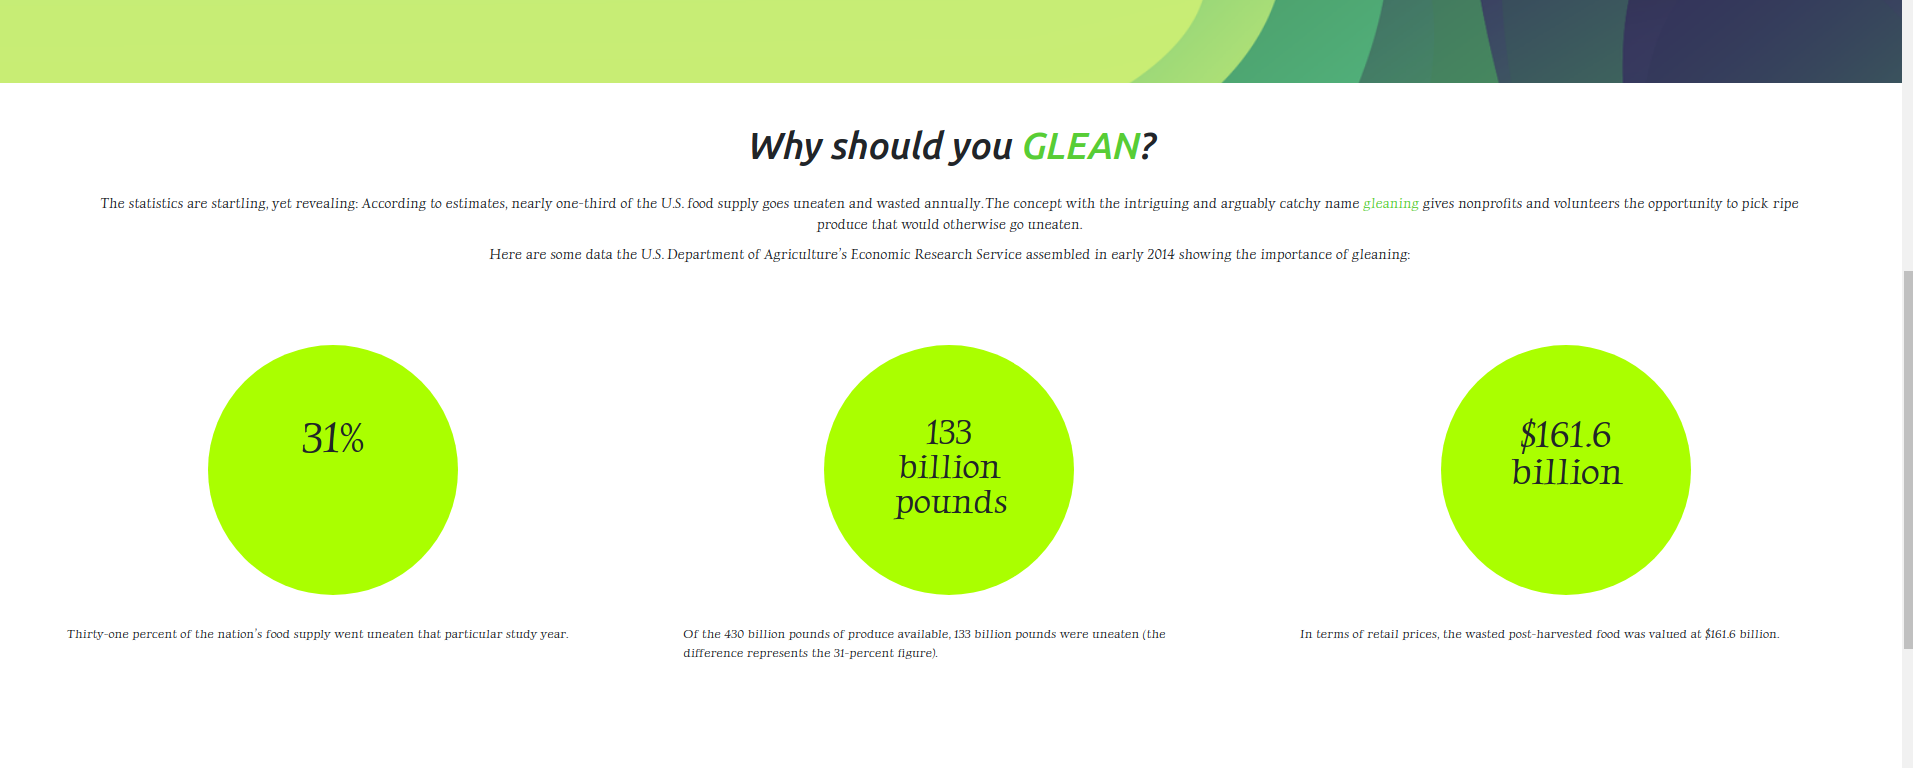 Why should you GLEAN?
The statistics are startling, yet revealing: According to estimates, nearly one-third of the U.S. food supply goes uneaten and wasted annually.The concept with the intriguing and arguably catchy name gleaning gives nonprofits and volunteers the opportunity to pick ripe
produce that would otherwise go uneaten.
Here are some data the U.S. Department of Agriculture's Economic Research Service assembled in early 2014 showing the importance of gleaning:
31%
133
billion
pounds
$161.6
billion
Thirty-one percent of the nation's food supply went uneaten that particular study year.
Of the 430 billion pounds of produce available, 133 billion pounds were uneaten (the
difference represents the 31-percent figure).
In terms of retail prices, the wasted post-harvested food was valued at $161.6 billion.